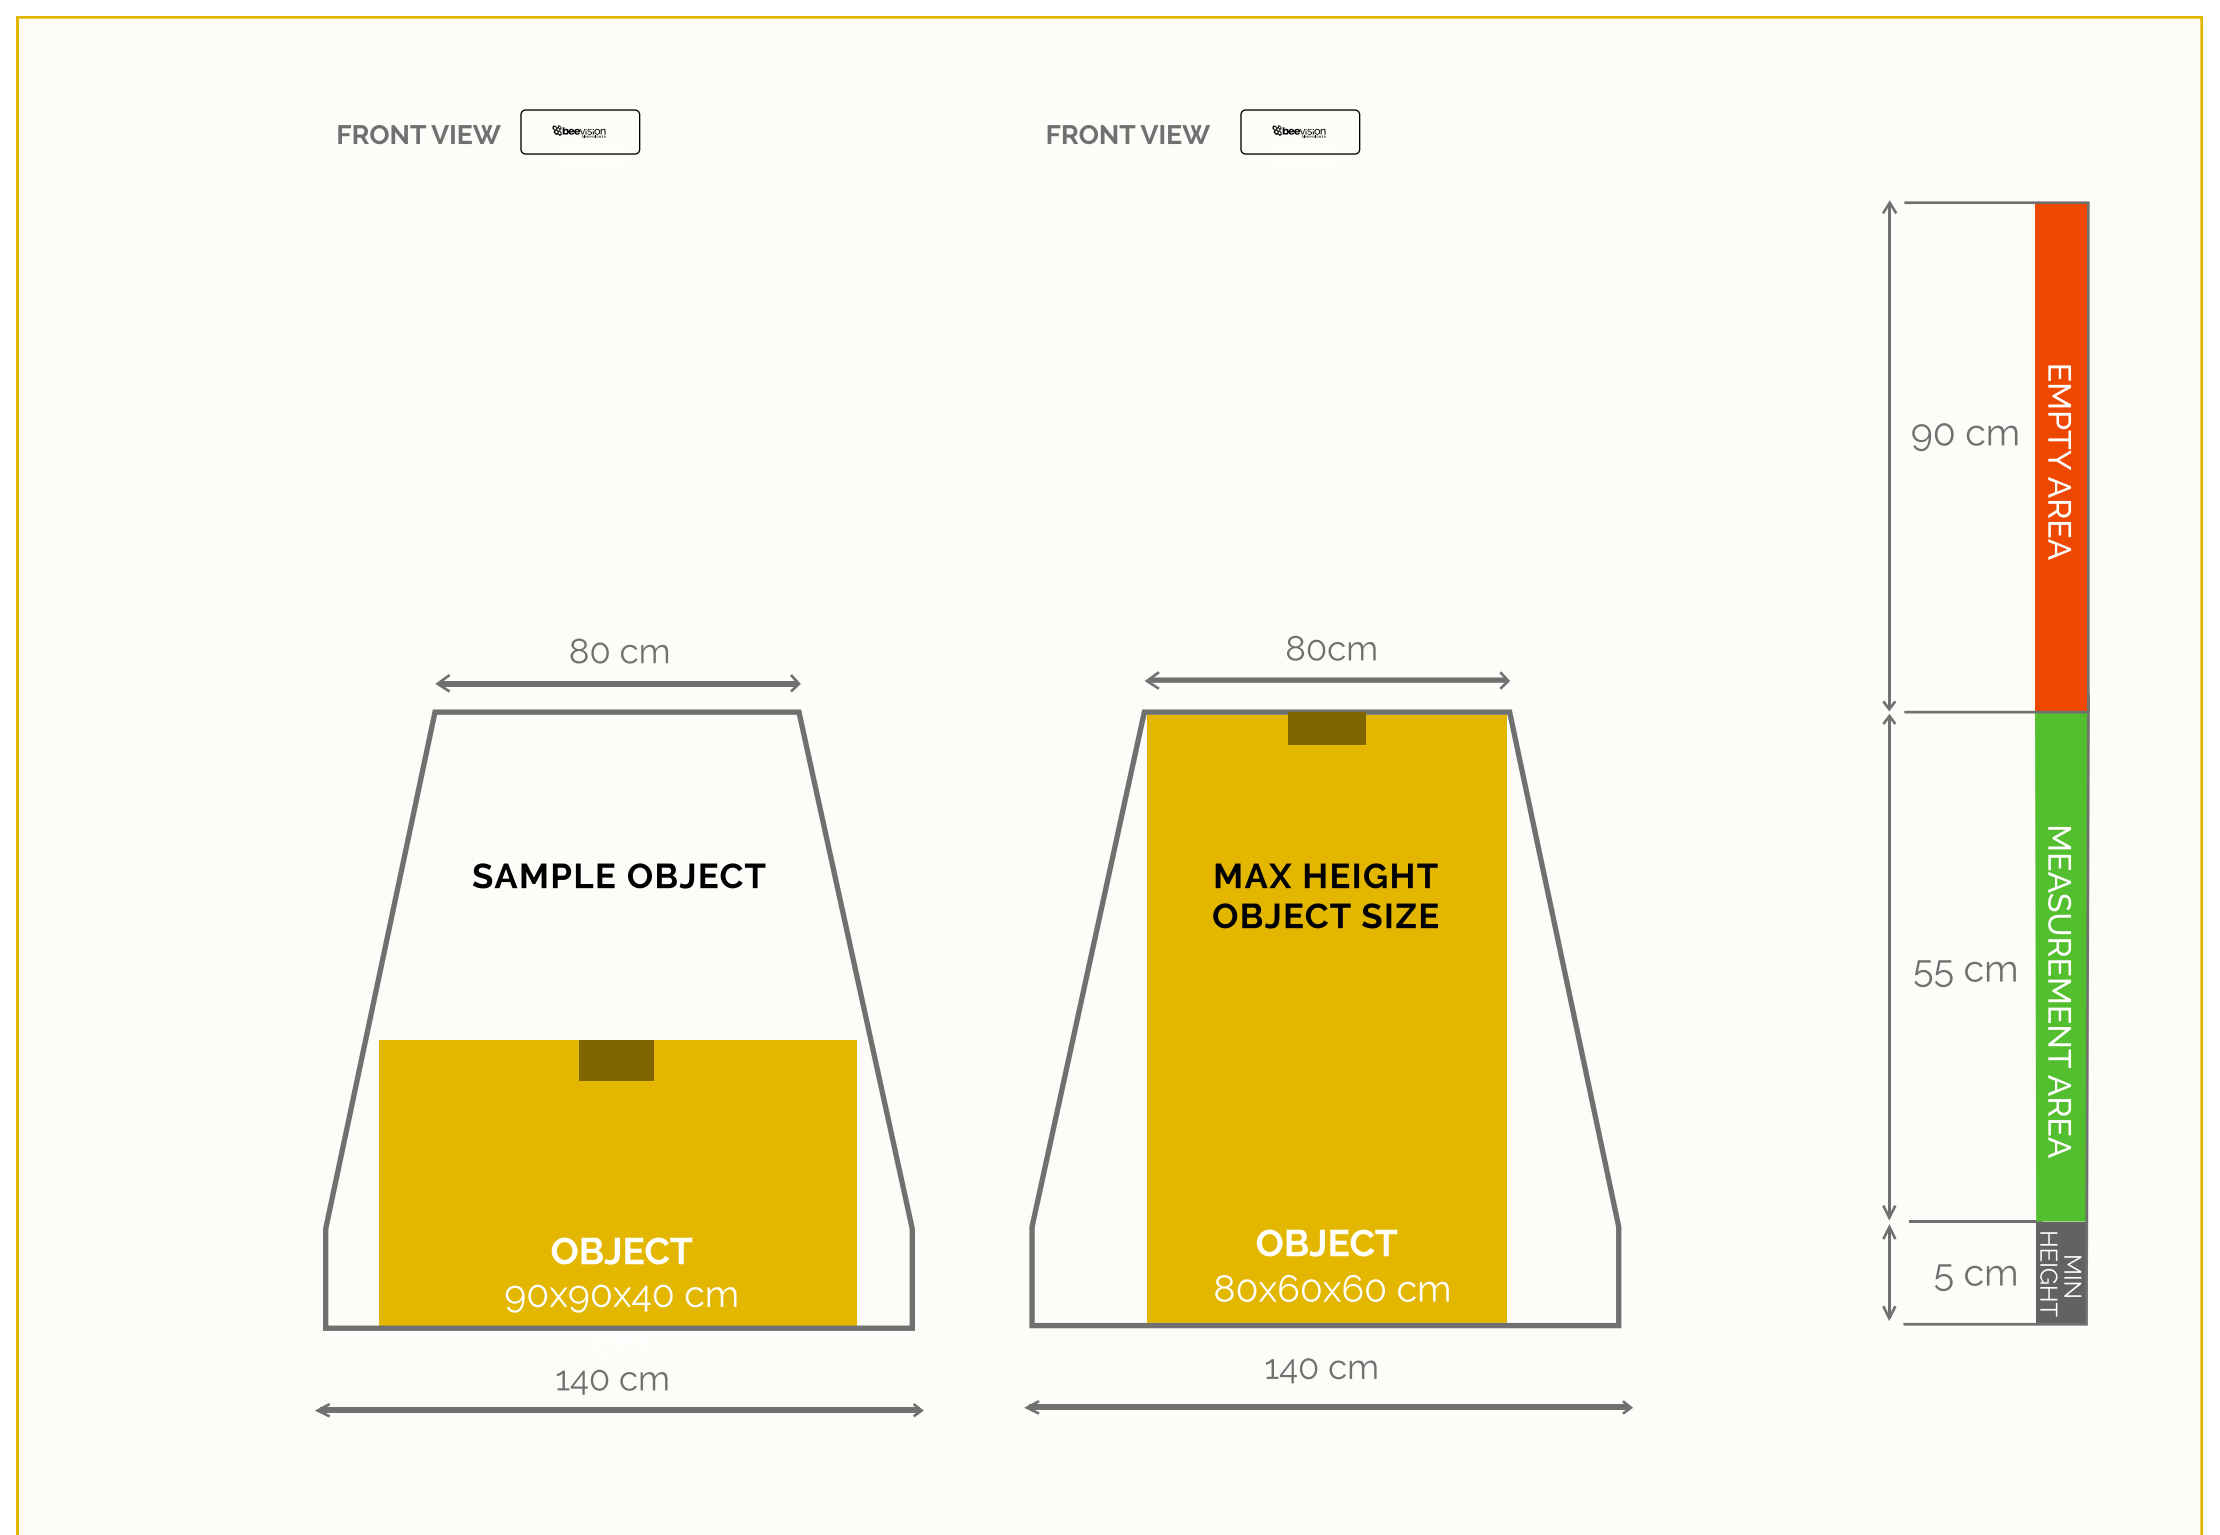 FRONT VIEW
beevision
FRONT VIEW
beevision
90 cm
EMPTY AREA
80 cm
80cm
SAMPLE OBJECT
MAX HEIGHT
OBJECT SIZE
55 cm
MEASUREMENT AREA
OBJECT
90x90x40 cm
cm
OBJECT
80x60x60 cm
5 cm
MIN
HEIGHT
140 cm
140 cm